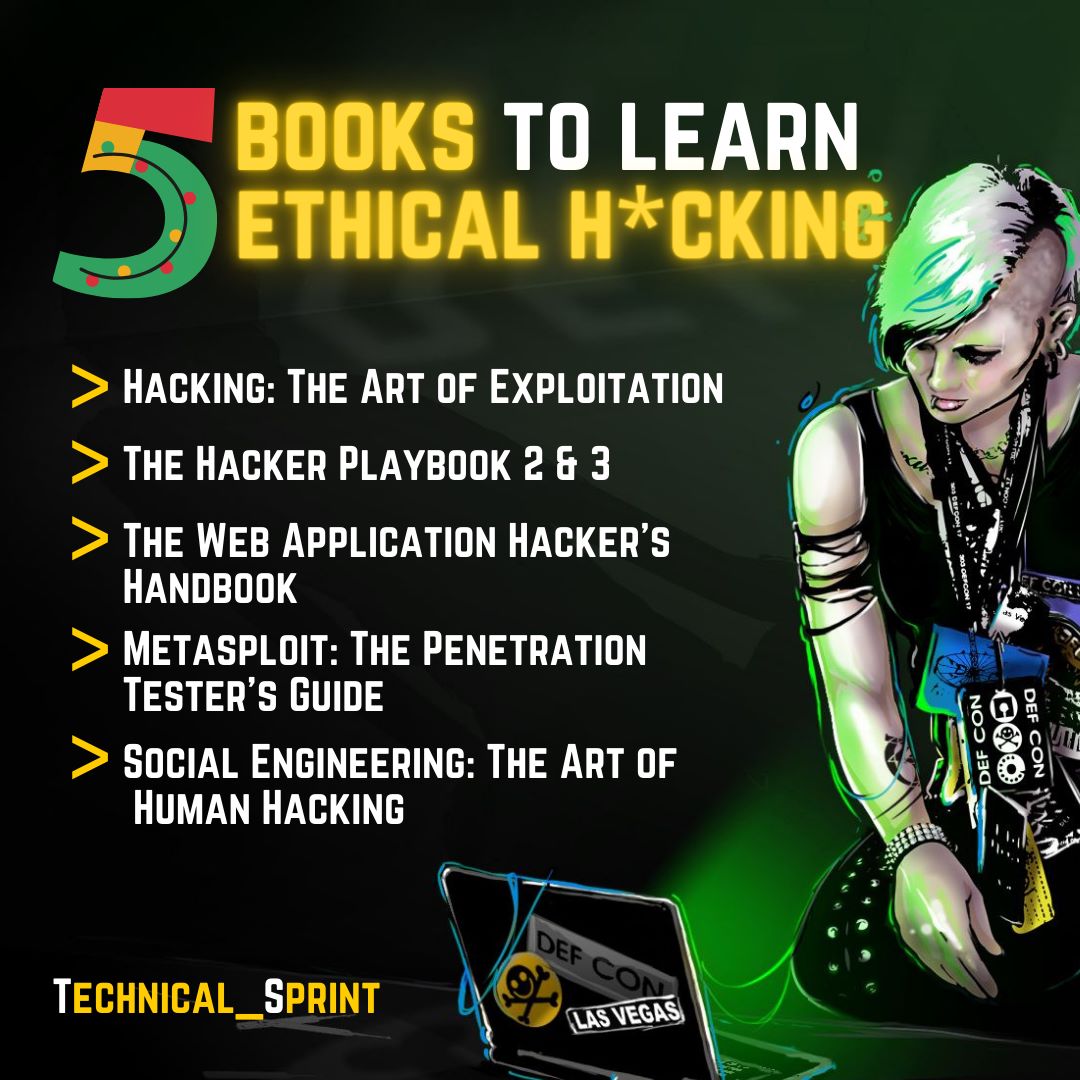 5 BOOKS TO LEARN
ETHICAL H*CKING
> HACKING: THE ART OF EXPLOITATION
> THE HACKER PLAYBOOK 2 & 3
> THE WEB APPLICATION HACKER'S
HANDBOOK
> METASPLOIT: THE PENETRATION
TESTER'S GUIDE
> SOCIAL ENGINEERING: THE ART OF
HUMAN HACKING
DEF CON
DEF CON
DEF CON
LAS VEGAS
TECHNICAL_SPRINT